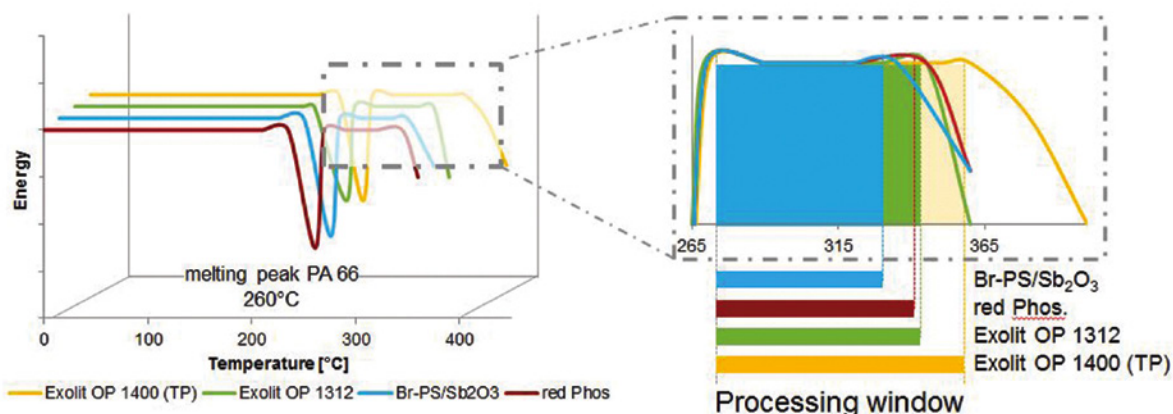 Energy
melting peak PA 66
260°C
0 100 200 300 400
Temperature [°C]
Exolit OP 1400 (TP) Exolit OP 1312 Br-PS/Sb2O3 red Phos
265 315 365
Br-PS/Sb₂O₃
red Phos.
Exolit OP 1312
Exolit OP 1400 (TP)
Processing window